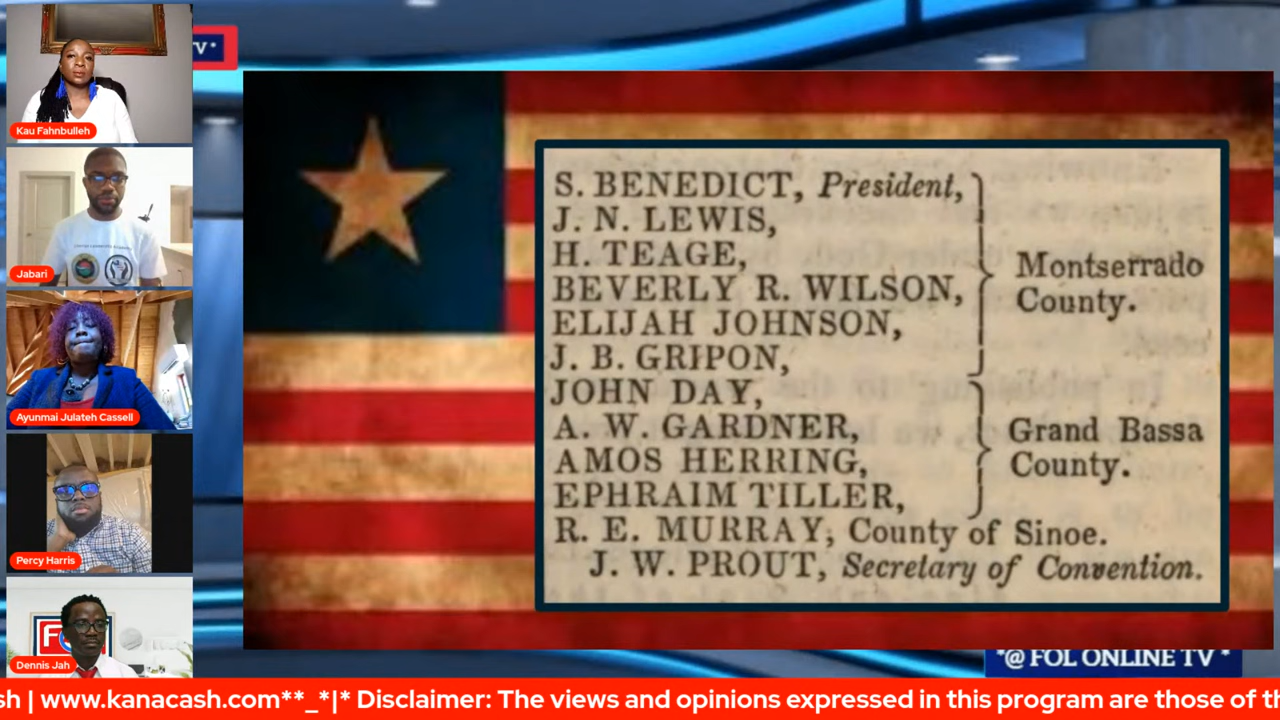 TV*
Kau Fahnbulleh
Jabari
Ayunmai Julateh Cassell
Percy Harris
Dennis Jah
S. BENEDICT, President,
J. N. LEWIS,
H. TEAGE,
BEVERLY R. WILSON,
ELIJAH JOHNSON,
J. B. GRIPON,
Montserrado
County.
JOHN DAY,
A. W. GARDNER,
AMOS HERRING,
EPHRAIM TILLER,
Grand Bassa
County.
R. E. MURRAY, County of Sinoe.
J. W. PROUT, Secretary of Convention.
*@ FOL ONLINE TV *
sh | www.kanacash.com**_*|* Disclaimer: The views and opinions expressed in this program are those of th